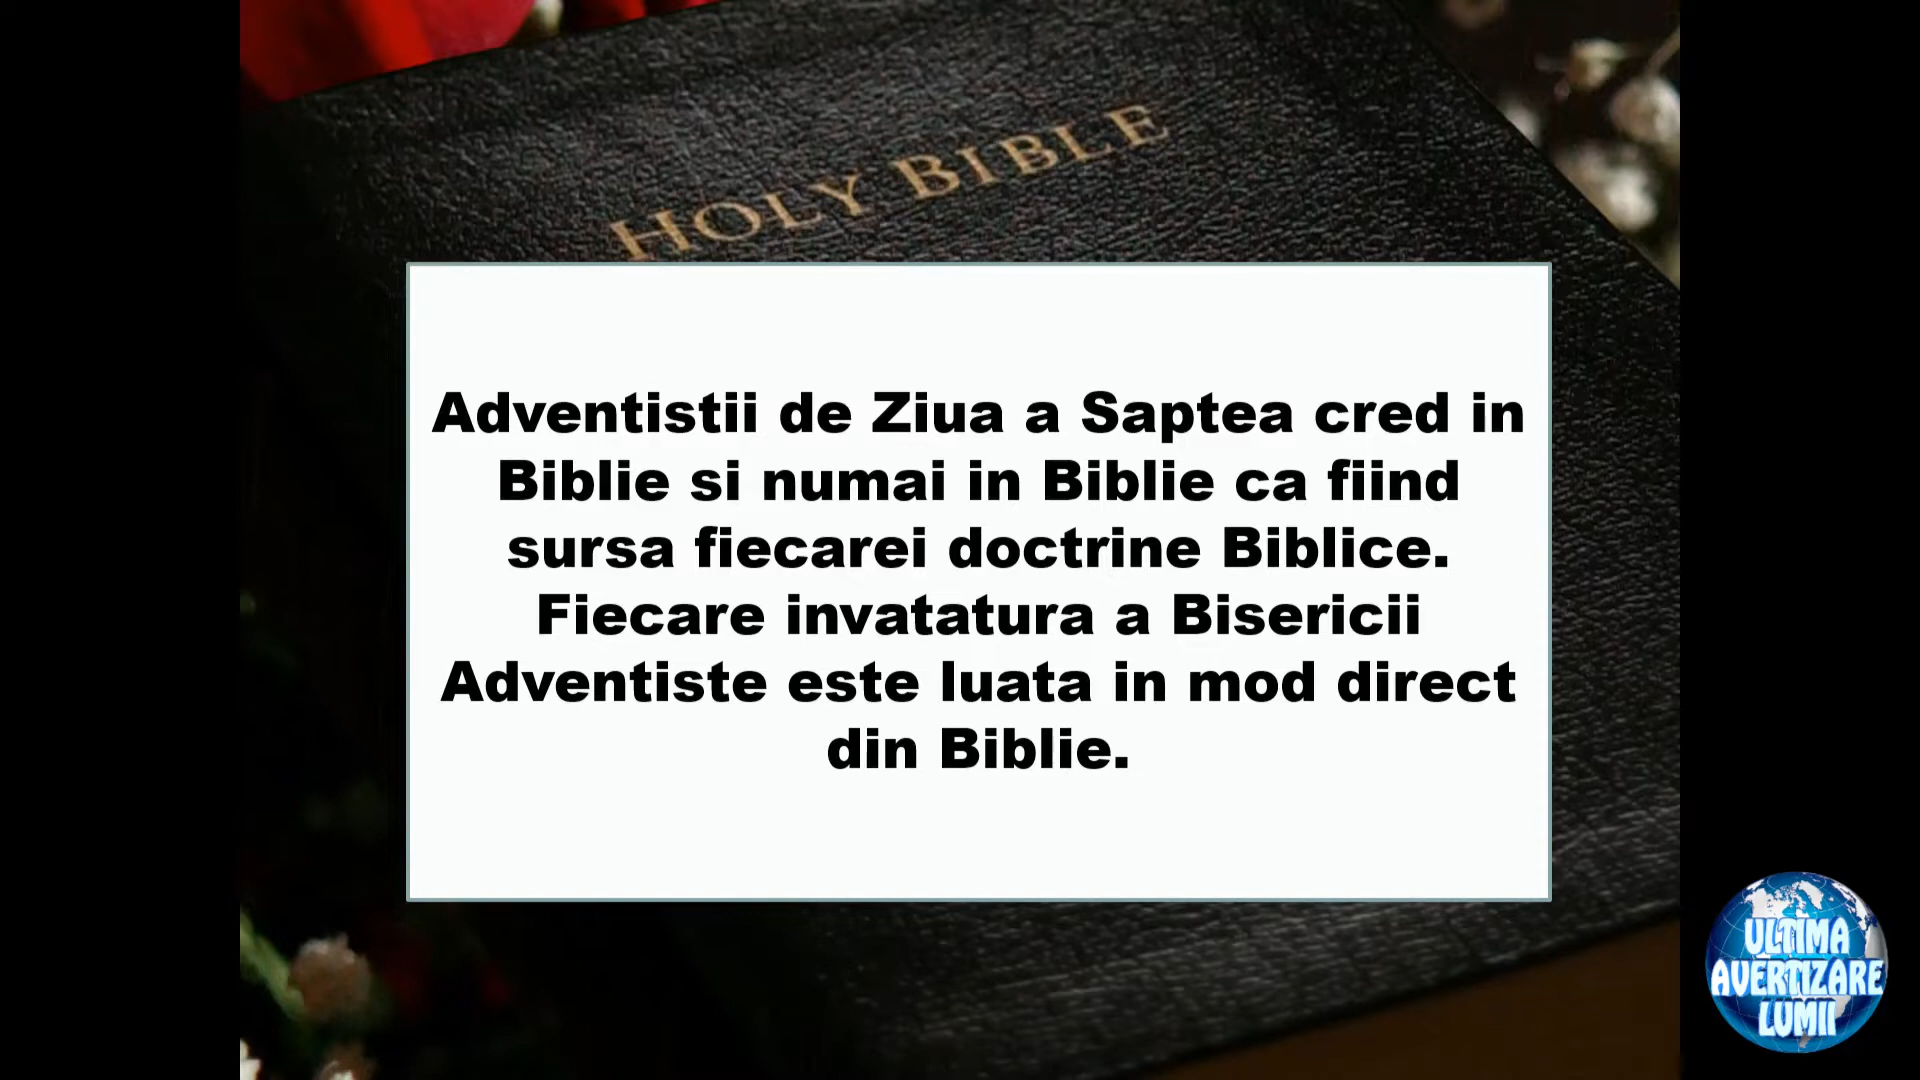 HOLY BIBLE
Adventistii de Ziua a Saptea cred in
Biblie si numai in Biblie ca fiind
sursa fiecarei doctrine Biblice.
Fiecare invatatura a Bisericii
Adventiste este luata in mod direct
din Biblie.
ULTIMA
AVERTIZARE
LUMII